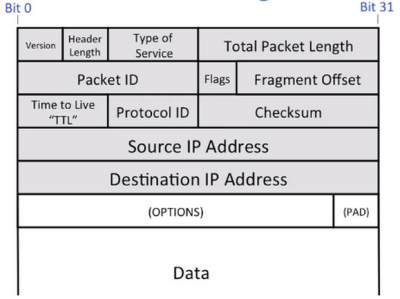 Bit 0 Bit 31
Version Header Length Type of Service Total Packet Length
Packet ID Flags Fragment Offset
Time to Live "TTL" Protocol ID Checksum
Source IP Address
Destination IP Address
(OPTIONS) (PAD)
Data